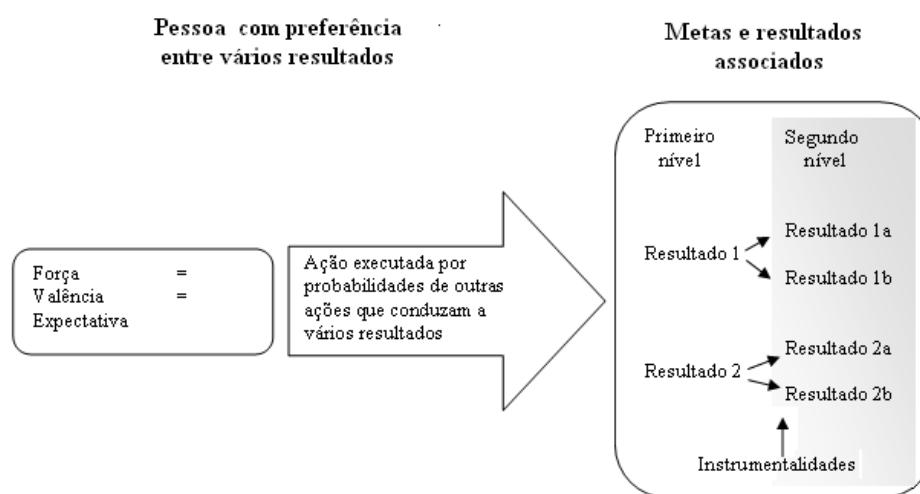 Pessoa com preferência
entre vários resultados
Metas e resultados
associados
Força =
Valência =
Expectativa
Ação executada por
probabilidades de outras
ações que conduzam a
vários resultados
Primeiro
nível
Segundo
nível
Resultado 1
Resultado 1a
Resultado 1b
Resultado 2
Resultado 2a
Resultado 2b
Instrumentalidades